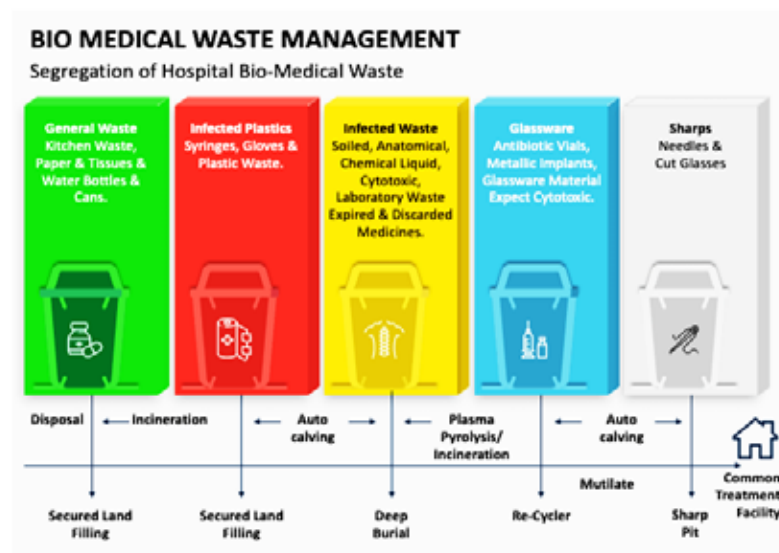 BIO MEDICAL WASTE MANAGEMENT
Segregation of Hospital Bio-Medical Waste
General Waste
Kitchen Waste,
Paper & Tissues &
Water Bottles &
Cans.
Infected Plastics
Syringes, Gloves &
Plastic Waste.
Infected Waste
Soiled, Anatomical,
Chemical Liquid,
Cytotoxic,
Laboratory Waste
Expired & Discarded
Medicines.
Glassware
Antibiotic Vials,
Metallic Implants,
Glassware Material
Expect Cytotoxic.
Sharps
Needles &
Cut Glasses
Disposal
Incineration
Auto
calving
Plasma
Pyrolysis/
Incineration
Auto
calving
Mutilate
Common
Treatment
Facility
Secured Land
Filling
Secured Land
Filling
Deep
Burial
Re-Cycler
Sharp
Pit